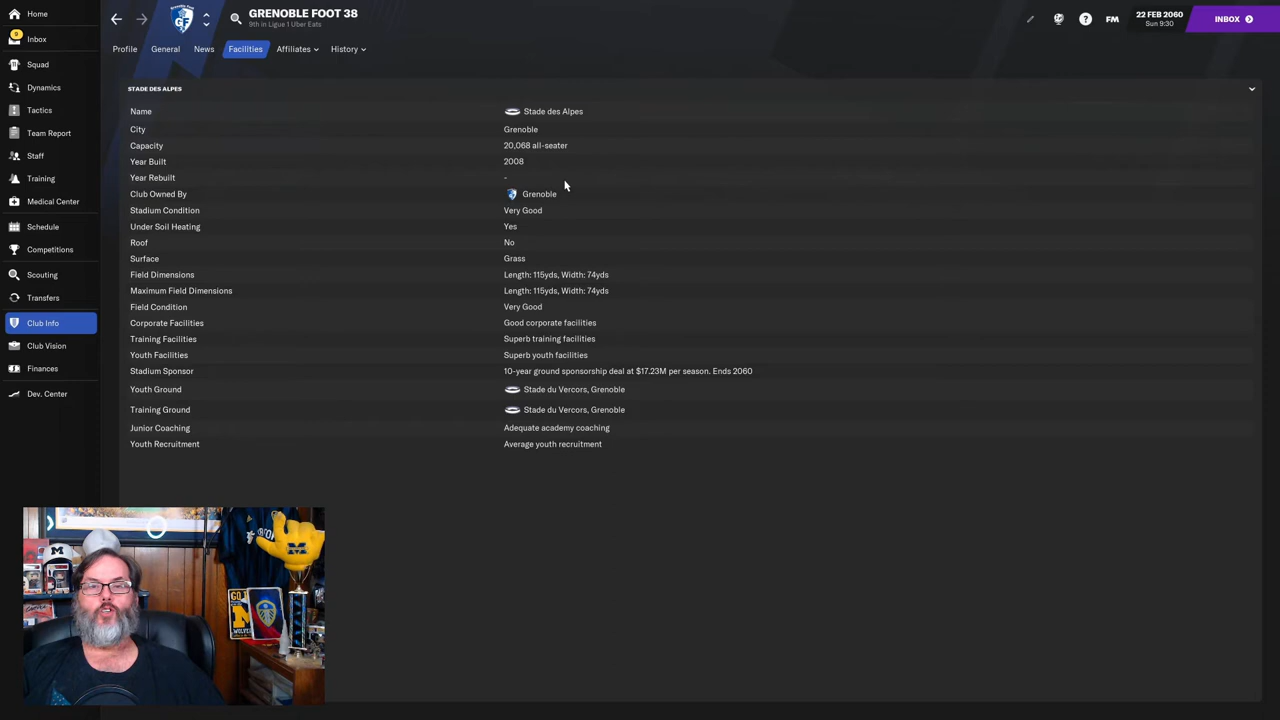 GRENOBLE FOOT 38
9th in Ligue 1 Uber Eats
22 FEB 2060
Sun 9:30
FM
INBOX
Home
9
Inbox
Squad
Dynamics
Tactics
Team Report
Staff
Training
Medical Center
Schedule
Competitions
Scouting
Transfers
Club Info
Club Vision
Finances
Dev. Center
Profile
General
News
Facilities
Affiliates
History
STADE DES ALPES
Name Stade des Alpes
City Grenoble
Capacity 20,068 all-seater
Year Built 2008
Year Rebuilt -
Club Owned By Grenoble
Stadium Condition Very Good
Under Soil Heating Yes
Roof No
Surface Grass
Field Dimensions Length: 115yds, Width: 74yds
Maximum Field Dimensions Length: 115yds, Width: 74yds
Field Condition Very Good
Corporate Facilities Good corporate facilities
Training Facilities Superb training facilities
Youth Facilities Superb youth facilities
Stadium Sponsor 10-year ground sponsorship deal at $17.23M per season. Ends 2060
Youth Ground Stade du Vercors, Grenoble
Training Ground Stade du Vercors, Grenoble
Junior Coaching Adequate academy coaching
Youth Recruitment Average youth recruitment
M
M
GO
M